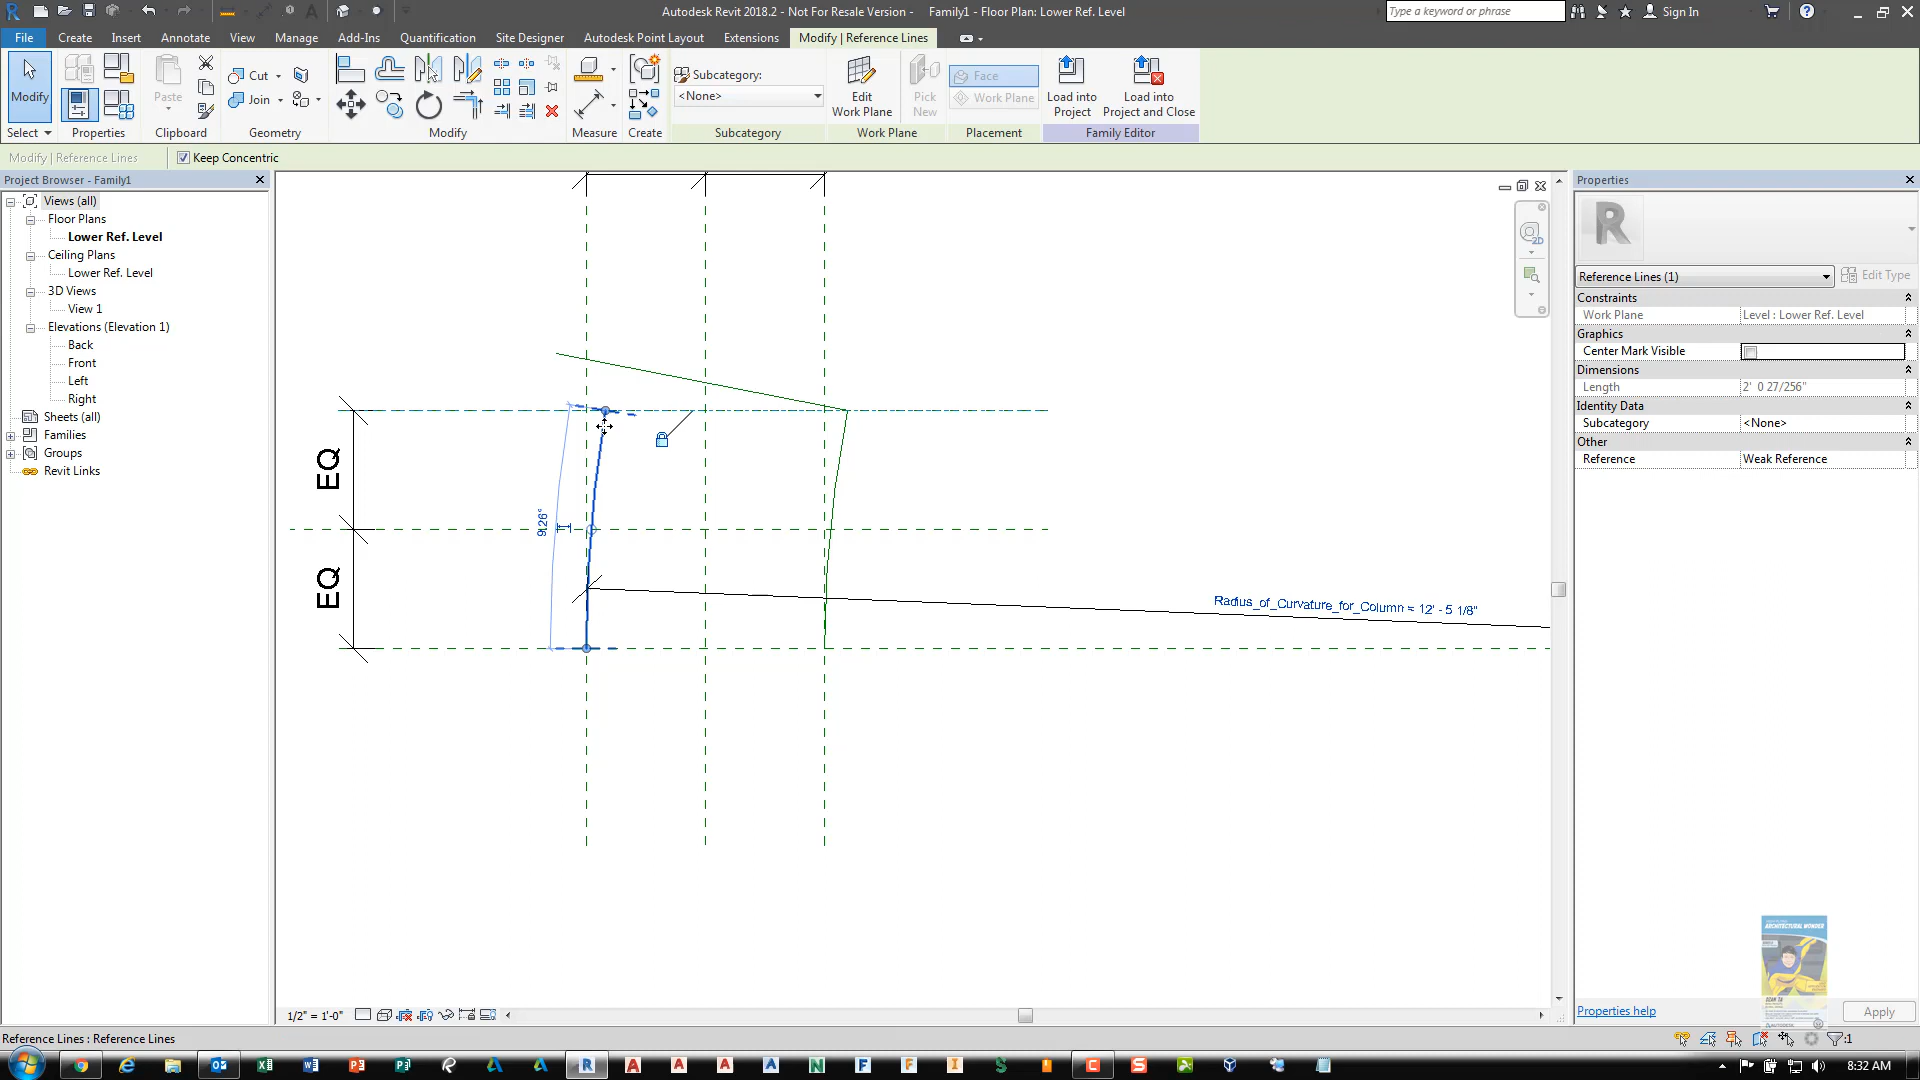 Autodesk Revit 2018.2 - Not For Resale Version - Family1 - Floor Plan: Lower Ref. Level
Type a keyword or phrase
Sign In
File Create Insert Annotate View Manage Add-Ins Quantification Site Designer Autodesk Point Layout Extensions Modify | Reference Lines
Modify
Paste
Cut
Join
Subcategory:
<None>
Edit
Work Plane
Pick
New
Face
Work Plane
Load into
Project
Load into
Project and Close
Select Properties Clipboard Geometry Modify Measure Create Subcategory Work Plane Placement Family Editor
Modify | Reference Lines Keep Concentric
Project Browser - Family1
Views (all)
Floor Plans
Lower Ref. Level
Ceiling Plans
Lower Ref. Level
3D Views
View 1
Elevations (Elevation 1)
Back
Front
Left
Right
Sheets (all)
Families
Groups
Revit Links
EQ
EQ
9.26°
Radius_of_Curvature_for_Column = 12' - 5 1/8"
2D
Properties
R
Reference Lines (1) Edit Type
Constraints
Work Plane Level : Lower Ref. Level
Graphics
Center Mark Visible
Dimensions
Length 2' 0 27/256"
Identity Data
Subcategory <None>
Other
Reference Weak Reference
ARCHITECTURAL WONDER
AUTODESK
Properties help Apply
1/2" = 1'-0"
Reference Lines : Reference Lines
:1
8:32 AM